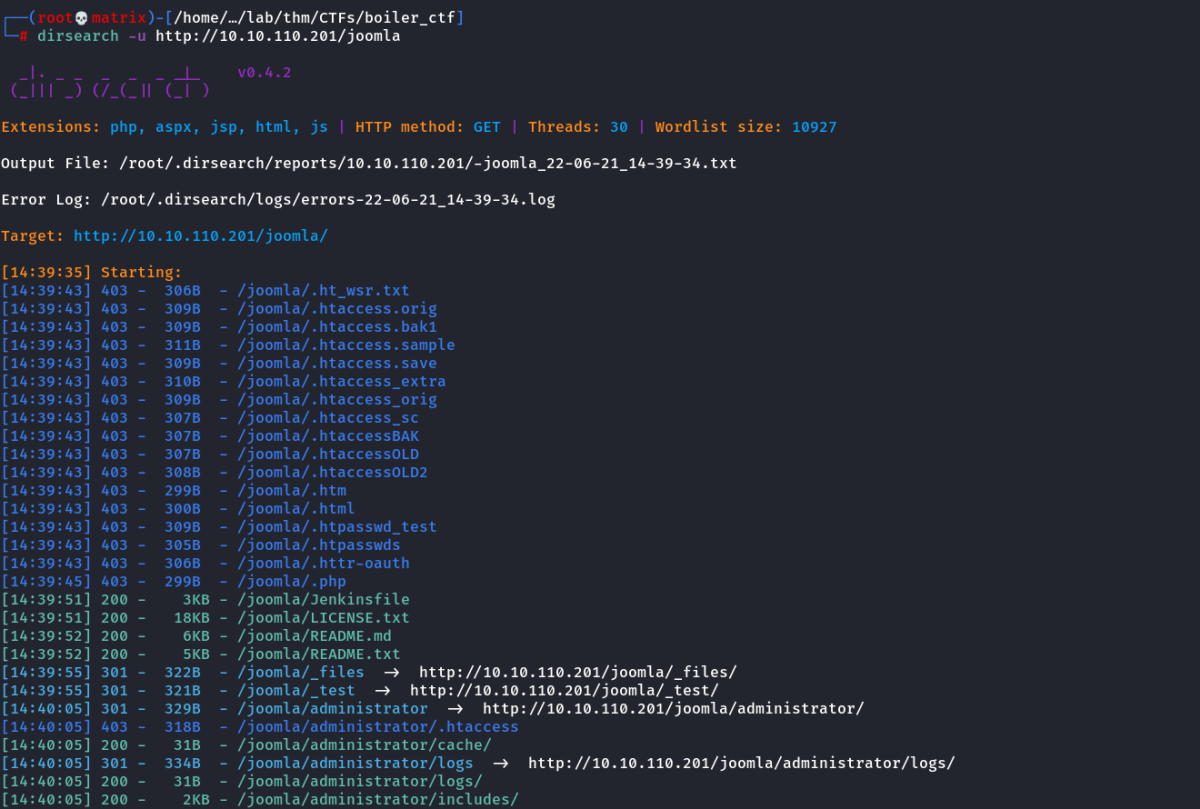 (root💀matrix)-[/home/…/lab/thm/CTFs/boiler_ctf]
# dirsearch -u http://10.10.110.201/joomla
_|. _ _  _  _  _ _|_    v0.4.2
(_||| _) (/_(_|| (_| )
Extensions: php, aspx, jsp, html, js | HTTP method: GET | Threads: 30 | Wordlist size: 10927
Output File: /root/.dirsearch/reports/10.10.110.201/-joomla_22-06-21_14-39-34.txt
Error Log: /root/.dirsearch/logs/errors-22-06-21_14-39-34.log
Target: http://10.10.110.201/joomla/
[14:39:35] Starting:
[14:39:43] 403 -  306B  - /joomla/.ht_wsr.txt
[14:39:43] 403 -  309B  - /joomla/.htaccess.orig
[14:39:43] 403 -  309B  - /joomla/.htaccess.bak1
[14:39:43] 403 -  311B  - /joomla/.htaccess.sample
[14:39:43] 403 -  309B  - /joomla/.htaccess.save
[14:39:43] 403 -  310B  - /joomla/.htaccess_extra
[14:39:43] 403 -  309B  - /joomla/.htaccess_orig
[14:39:43] 403 -  307B  - /joomla/.htaccess_sc
[14:39:43] 403 -  307B  - /joomla/.htaccessBAK
[14:39:43] 403 -  307B  - /joomla/.htaccessOLD
[14:39:43] 403 -  308B  - /joomla/.htaccessOLD2
[14:39:43] 403 -  299B  - /joomla/.htm
[14:39:43] 403 -  300B  - /joomla/.html
[14:39:43] 403 -  309B  - /joomla/.htpasswd_test
[14:39:43] 403 -  305B  - /joomla/.htpasswds
[14:39:43] 403 -  306B  - /joomla/.httr-oauth
[14:39:45] 403 -  299B  - /joomla/.php
[14:39:51] 200 -    3KB - /joomla/Jenkinsfile
[14:39:51] 200 -   18KB - /joomla/LICENSE.txt
[14:39:52] 200 -    6KB - /joomla/README.md
[14:39:52] 200 -    5KB - /joomla/README.txt
[14:39:55] 301 -  322B  - /joomla/_files  →  http://10.10.110.201/joomla/_files/
[14:39:55] 301 -  321B  - /joomla/_test  →  http://10.10.110.201/joomla/_test/
[14:40:05] 301 -  329B  - /joomla/administrator  →  http://10.10.110.201/joomla/administrator/
[14:40:05] 403 -  318B  - /joomla/administrator/.htaccess
[14:40:05] 200 -   31B  - /joomla/administrator/cache/
[14:40:05] 301 -  334B  - /joomla/administrator/logs  →  http://10.10.110.201/joomla/administrator/logs/
[14:40:05] 200 -   31B  - /joomla/administrator/logs/
[14:40:05] 200 -    2KB - /joomla/administrator/includes/